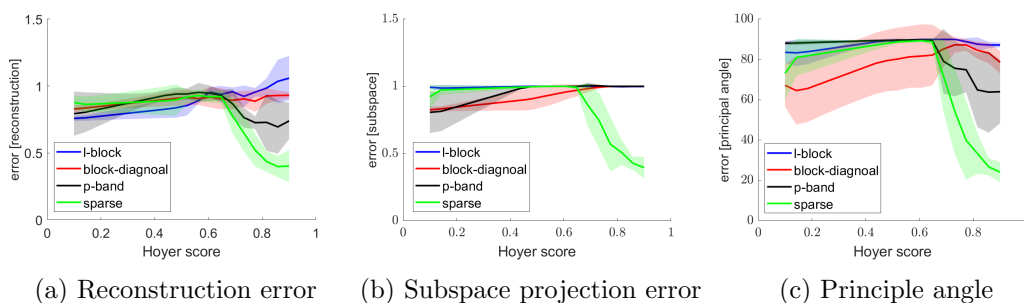 1.5
1
0.5
0
error [reconstruction]
l-block
block-diagnoal
p-band
sparse
0 0.2 0.4 0.6 0.8 1
Hoyer score
(a) Reconstruction error
1.5
1
0.5
0
error [subspace]
l-block
block-diagnoal
p-band
sparse
0 0.2 0.4 0.6 0.8 1
Hoyer score
(b) Subspace projection error
100
80
60
40
20
0
error [principal angle]
l-block
block-diagnoal
p-band
sparse
0 0.2 0.4 0.6 0.8 1
Hoyer score
(c) Principle angle